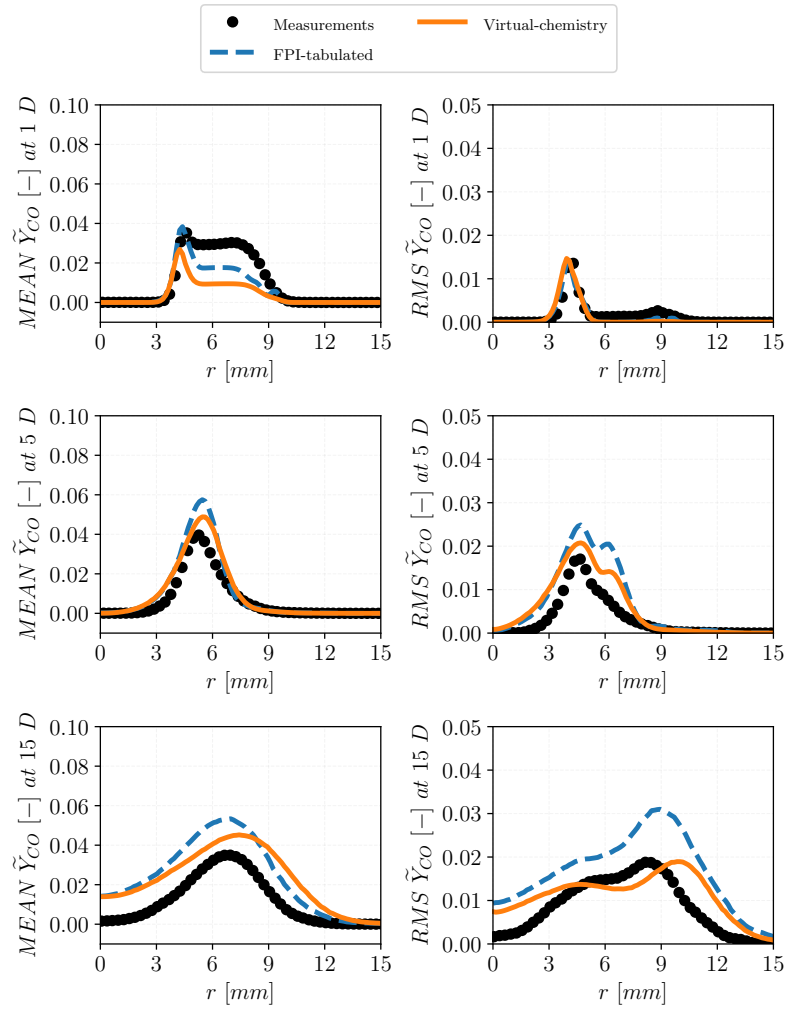 Measurements
FPI-tabulated
Virtual-chemistry
MEAN Ỹ_CO [−] at 1 D
0.10
0.08
0.06
0.04
0.02
0.00
0 3 6 9 12 15
r [mm]
RMS Ỹ_CO [−] at 1 D
0.05
0.04
0.03
0.02
0.01
0.00
0 3 6 9 12 15
r [mm]
MEAN Ỹ_CO [−] at 5 D
0.10
0.08
0.06
0.04
0.02
0.00
0 3 6 9 12 15
r [mm]
RMS Ỹ_CO [−] at 5 D
0.05
0.04
0.03
0.02
0.01
0.00
0 3 6 9 12 15
r [mm]
MEAN Ỹ_CO [−] at 15 D
0.10
0.08
0.06
0.04
0.02
0.00
0 3 6 9 12 15
r [mm]
RMS Ỹ_CO [−] at 15 D
0.05
0.04
0.03
0.02
0.01
0.00
0 3 6 9 12 15
r [mm]